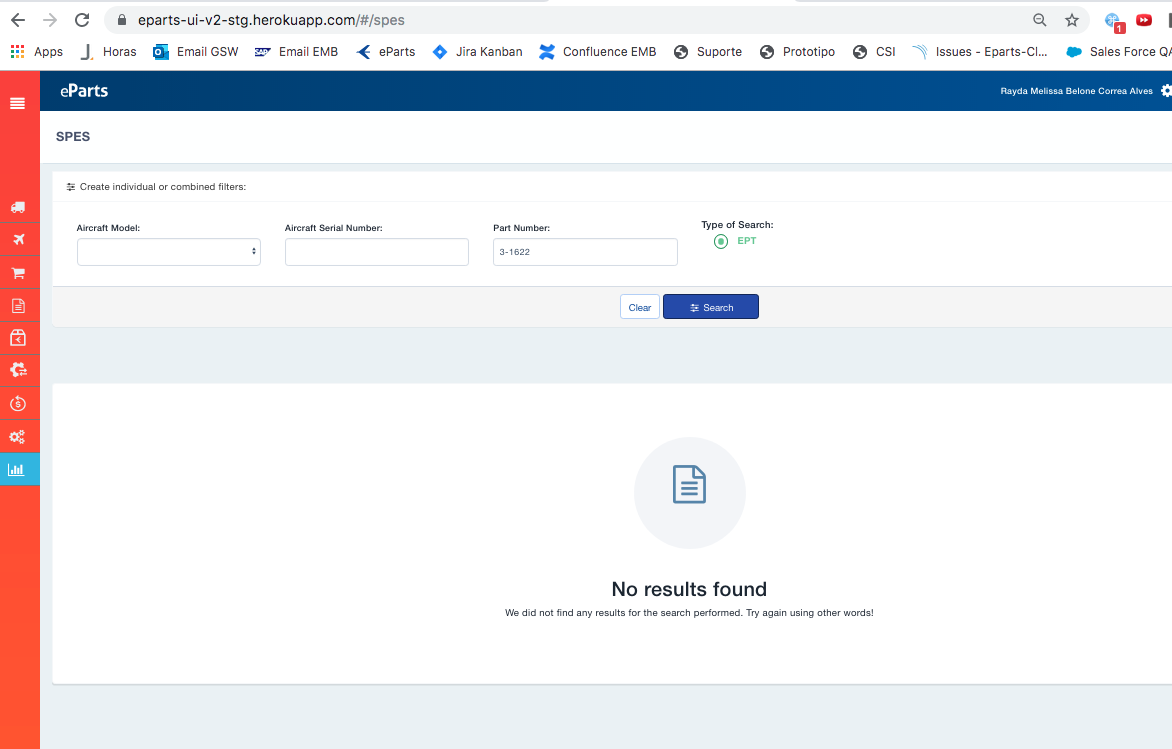 eparts-ui-v2-stg.herokuapp.com/#/spes
1
Apps Horas Email GSW SAP Email EMB eParts Jira Kanban Confluence EMB Suporte Prototipo CSI Issues - Eparts-Cl... Sales Force QA
eParts Rayda Melissa Belone Correa Alves
SPES
Create individual or combined filters:
Aircraft Model: Aircraft Serial Number: Part Number: Type of Search:
3-1622 EPT
Clear Search
No results found
We did not find any results for the search performed. Try again using other words!